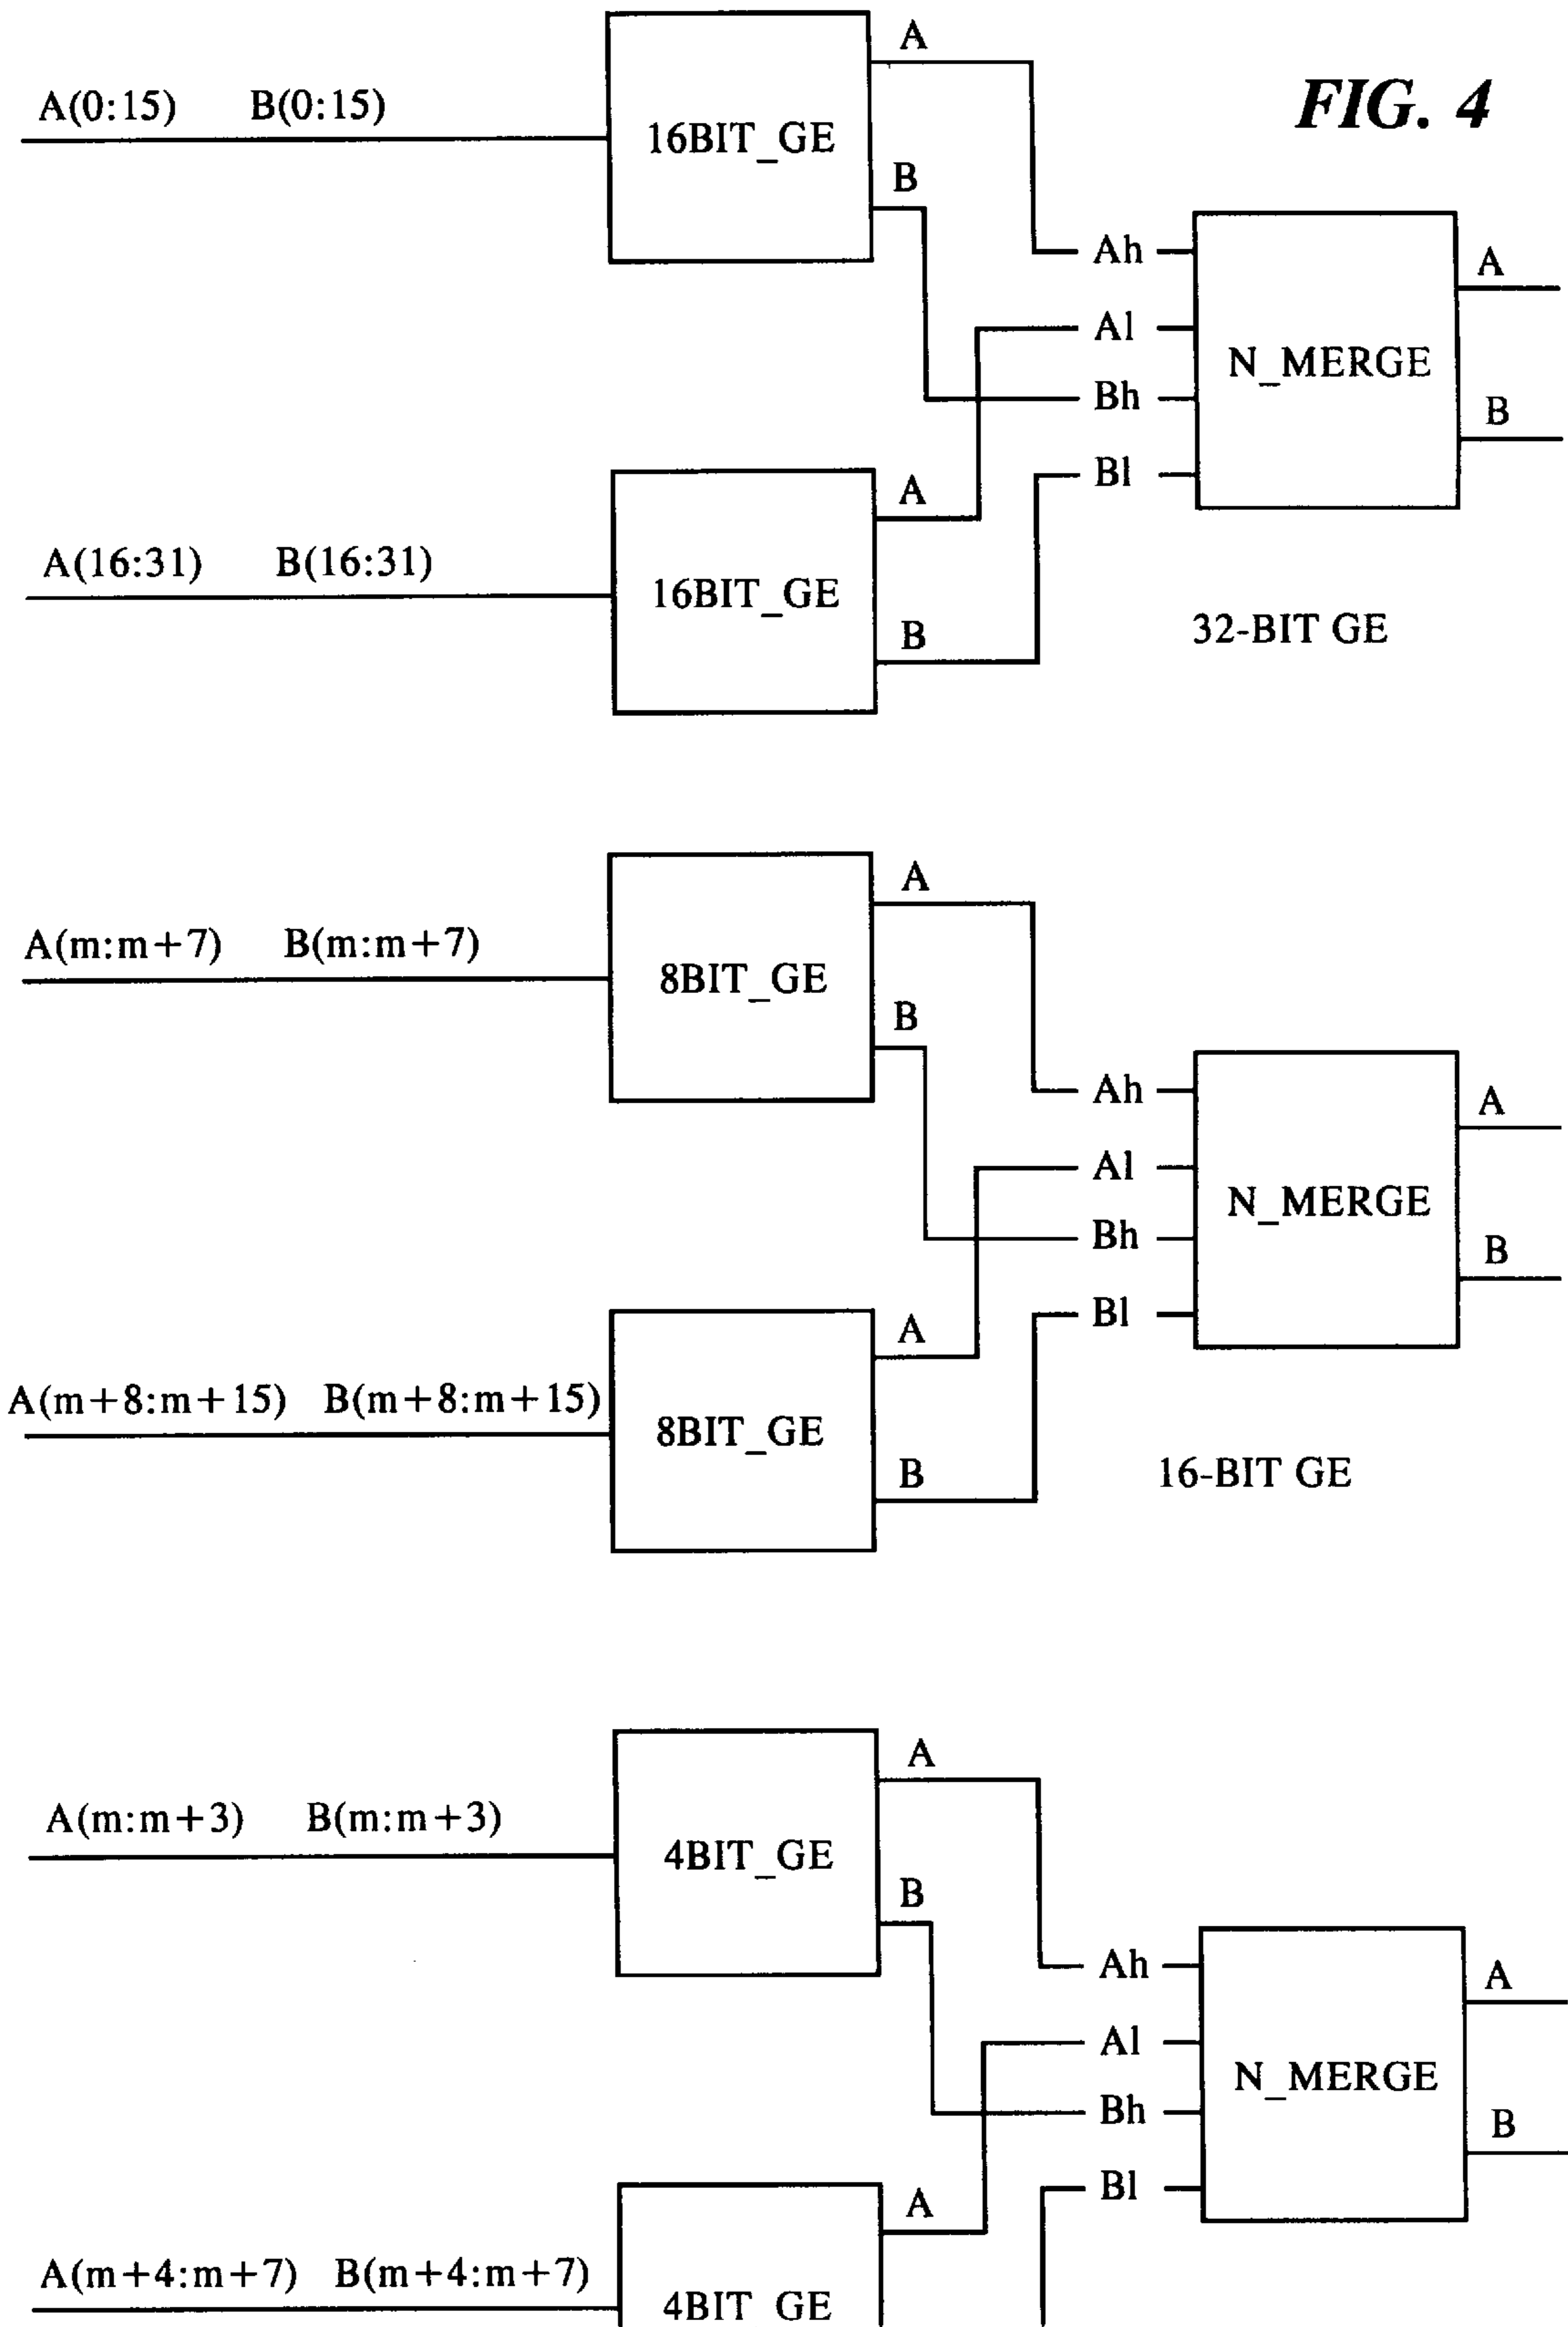 FIG. 4
A(0:15) B(0:15)
16BIT_GE
A
B
Ah
Al
Bh
Bl
N_MERGE
A
B
A(16:31) B(16:31)
16BIT_GE
A
B
32-BIT GE
A(m:m+7) B(m:m+7)
8BIT_GE
A
B
Ah
Al
Bh
Bl
N_MERGE
A
B
A(m+8:m+15) B(m+8:m+15)
8BIT_GE
A
B
16-BIT GE
A(m:m+3) B(m:m+3)
4BIT_GE
A
B
Ah
Al
Bh
Bl
N_MERGE
A
B
A(m+4:m+7) B(m+4:m+7)
4BIT GE
A